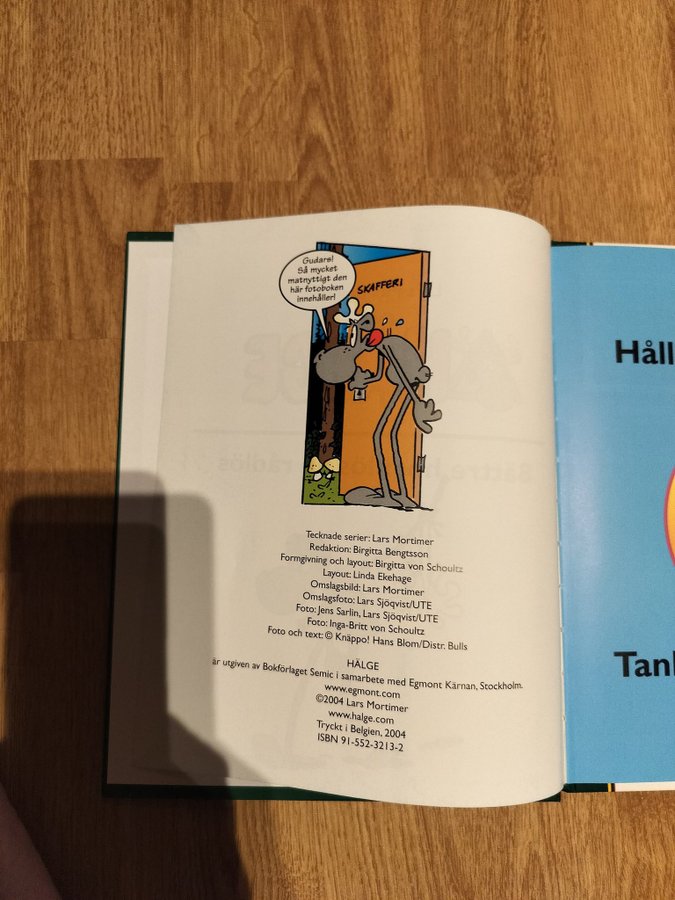 Gudars!
Så mycket
matnyttigt den
här fotoboken
innehåller!
SKAFFERI
Tecknade serier: Lars Mortimer
Redaktion: Birgitta Bengtsson
Formgivning och layout: Birgitta von Schoultz
Layout: Linda Ekehage
Omslagsbild: Lars Mortimer
Omslagsfoto: Lars Sjöqvist/UTE
Foto: Jens Sarlin, Lars Sjöqvist/UTE
Foto: Inga-Britt von Schoultz
Foto och text: © Knäppo! Hans Blom/Distr. Bulls
HÄLGE
är utgiven av Bokförlaget Semic i samarbete med Egmont Kärnan, Stockholm.
www.egmont.com
©2004 Lars Mortimer
www.halge.com
Tryckt i Belgien, 2004
ISBN 91-552-3213-2
Håll
Tan